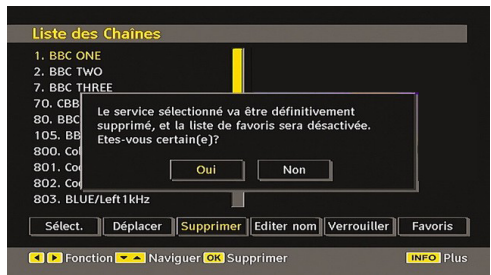 Liste des Chaînes
1. BBC ONE
2. BBC TWO
7. BBC THREE
70. CBB
80. BBC
105. BB
800. Col
801. Co
802. Co
803. BLUE/Left1kHz
Le service sélectionné va être définitivement
supprimé, et la liste de favoris sera désactivée.
Etes-vous certain(e)?
Oui Non
Sélect. Déplacer Supprimer Editer nom Verrouiller Favoris
Fonction Naviguer OK Supprimer INFO Plus